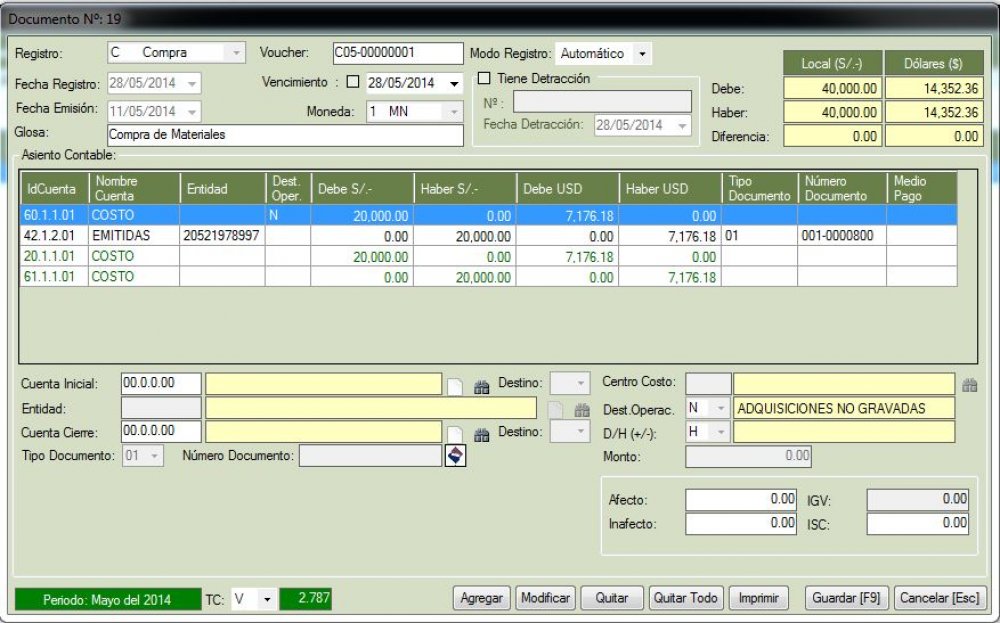 Documento Nº: 19
Registro: C Compra Voucher: C05-00000001 Modo Registro: Automático
Local (S/.-) Dólares ($)
Fecha Registro: 28/05/2014 Vencimiento : 28/05/2014 Tiene Detracción
Debe: 40,000.00 14,352.36
Fecha Emisión: 11/05/2014 Moneda: 1 MN Nº :
Haber: 40,000.00 14,352.36
Glosa: Compra de Materiales Fecha Detracción: 28/05/2014
Diferencia: 0.00 0.00
Asiento Contable:
IdCuenta Nombre Cuenta Entidad Dest. Oper. Debe S/.- Haber S/.- Debe USD Haber USD Tipo Documento Número Documento Medio Pago
60.1.1.01 COSTO N 20,000.00 0.00 7,176.18 0.00
42.1.2.01 EMITIDAS 20521978997 0.00 20,000.00 0.00 7,176.18 01 001-0000800
20.1.1.01 COSTO 20,000.00 0.00 7,176.18 0.00
61.1.1.01 COSTO 0.00 20,000.00 0.00 7,176.18
Cuenta Inicial: 00.0.0.00 Destino: Centro Costo:
Entidad: Dest.Operac. N ADQUISICIONES NO GRAVADAS
Cuenta Cierre: 00.0.0.00 Destino: D/H (+/-): H
Tipo Documento: 01 Número Documento: Monto: 0.00
Afecto: 0.00 IGV: 0.00
Inafecto: 0.00 ISC: 0.00
Periodo: Mayo del 2014 TC: V 2.787 Agregar Modificar Quitar Quitar Todo Imprimir Guardar [F9] Cancelar [Esc]